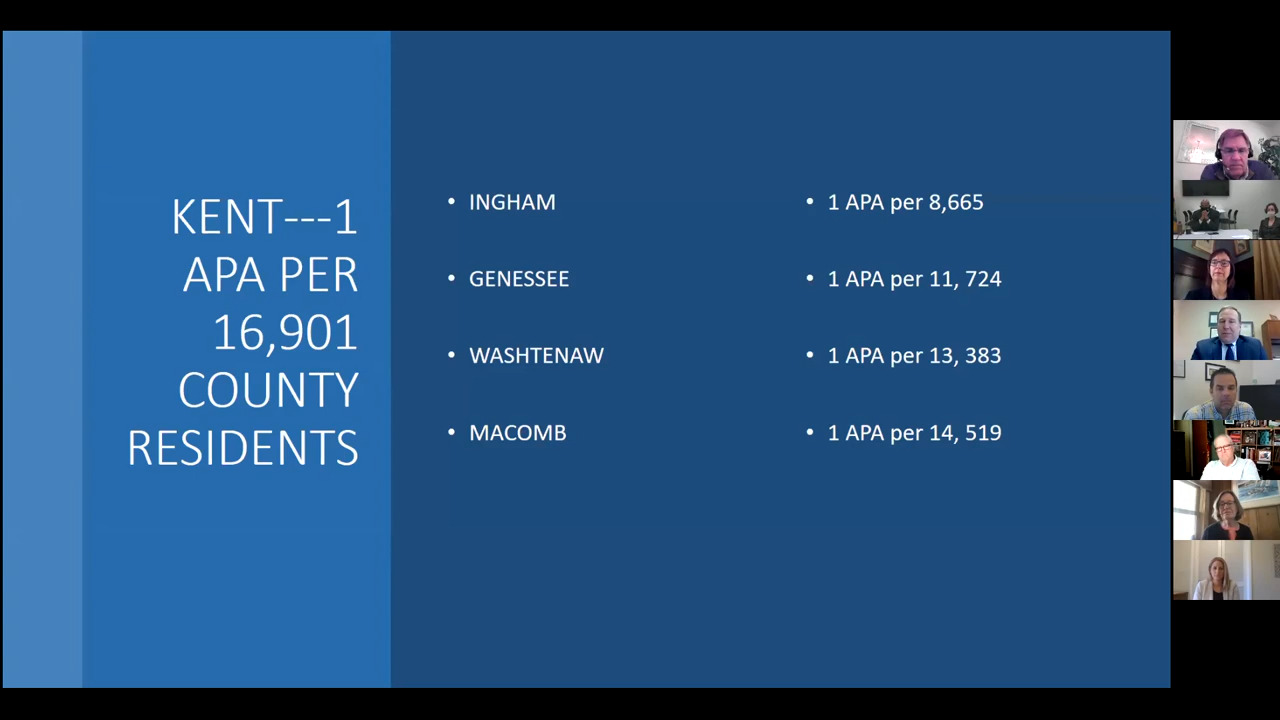 KENT---1
APA PER
16,901
COUNTY
RESIDENTS
• INGHAM
• GENESSEE
• WASHTENAW
• MACOMB
• 1 APA per 8,665
• 1 APA per 11, 724
• 1 APA per 13, 383
• 1 APA per 14, 519